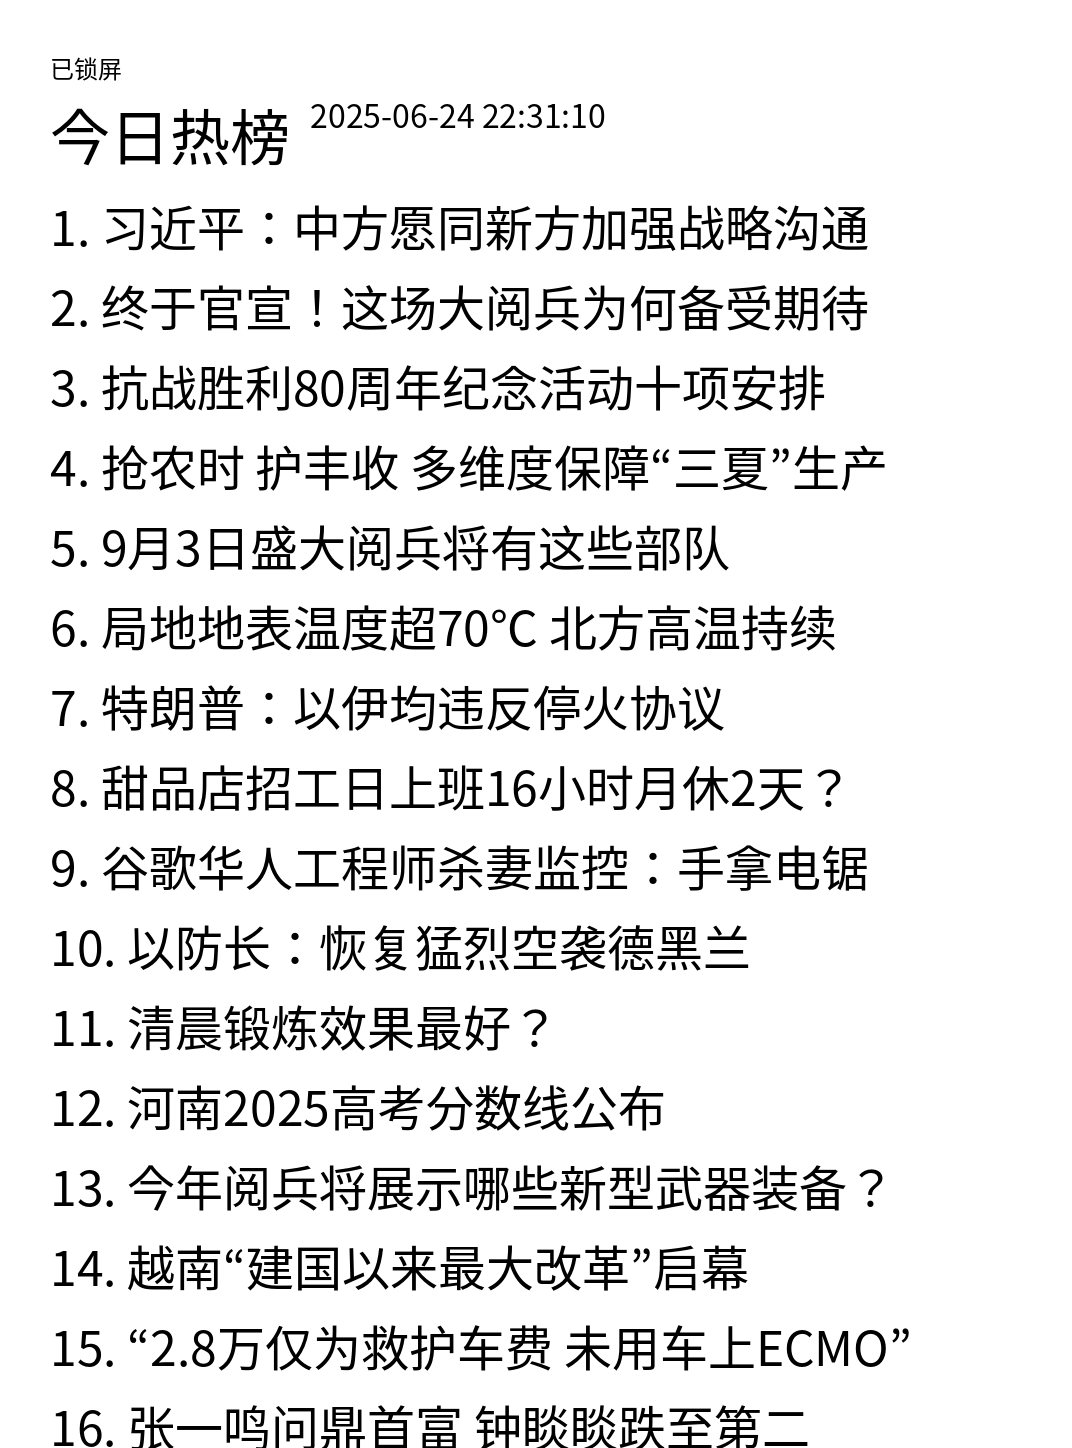 已锁屏
今日热榜 2025-06-24 22:31:10
1. 习近平：中方愿同新方加强战略沟通
2. 终于官宣！这场大阅兵为何备受期待
3. 抗战胜利80周年纪念活动十项安排
4. 抢农时 护丰收 多维度保障“三夏”生产
5. 9月3日盛大阅兵将有这些部队
6. 局地地表温度超70℃ 北方高温持续
7. 特朗普：以伊均违反停火协议
8. 甜品店招工日上班16小时月休2天？
9. 谷歌华人工程师杀妻监控：手拿电锯
10. 以防长：恢复猛烈空袭德黑兰
11. 清晨锻炼效果最好？
12. 河南2025高考分数线公布
13. 今年阅兵将展示哪些新型武器装备？
14. 越南“建国以来最大改革”启幕
15. “2.8万仅为救护车费 未用车上ECMO”
16. 张一鸣问鼎首富 钟睒睒跌至第二